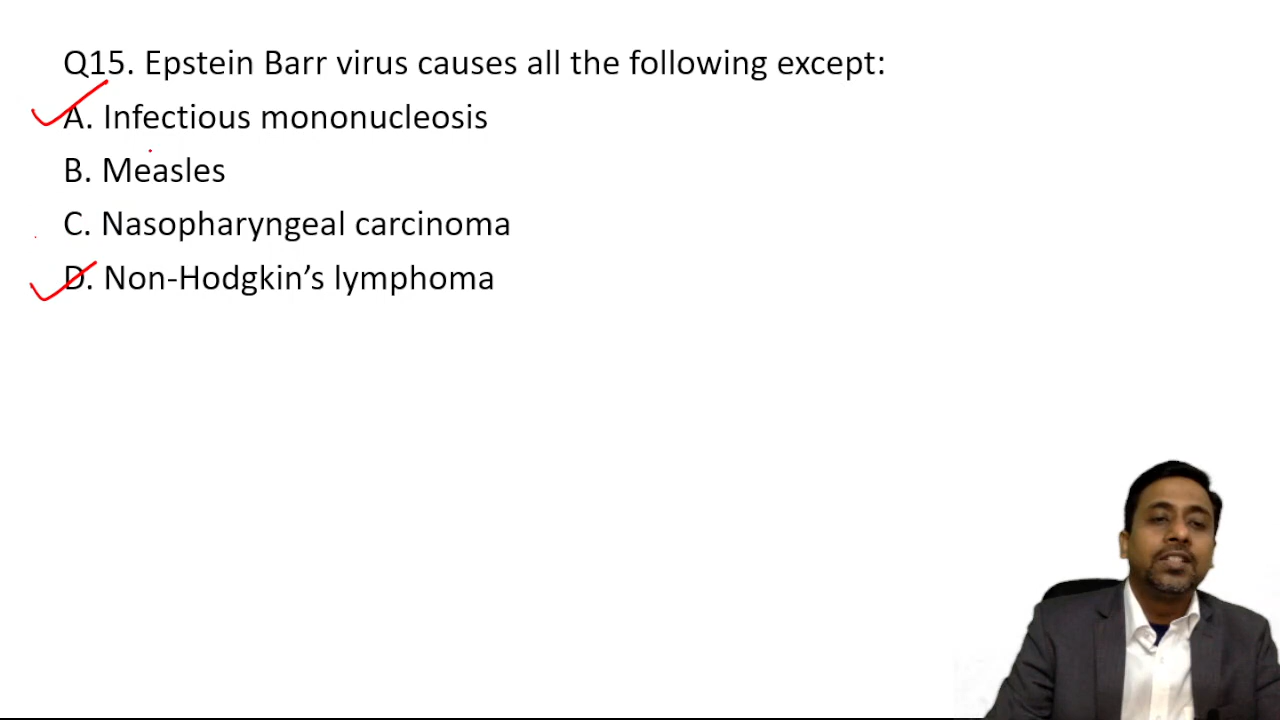 Q15. Epstein Barr virus causes all the following except:
A. Infectious mononucleosis
B. Measles
C. Nasopharyngeal carcinoma
D. Non-Hodgkin’s lymphoma